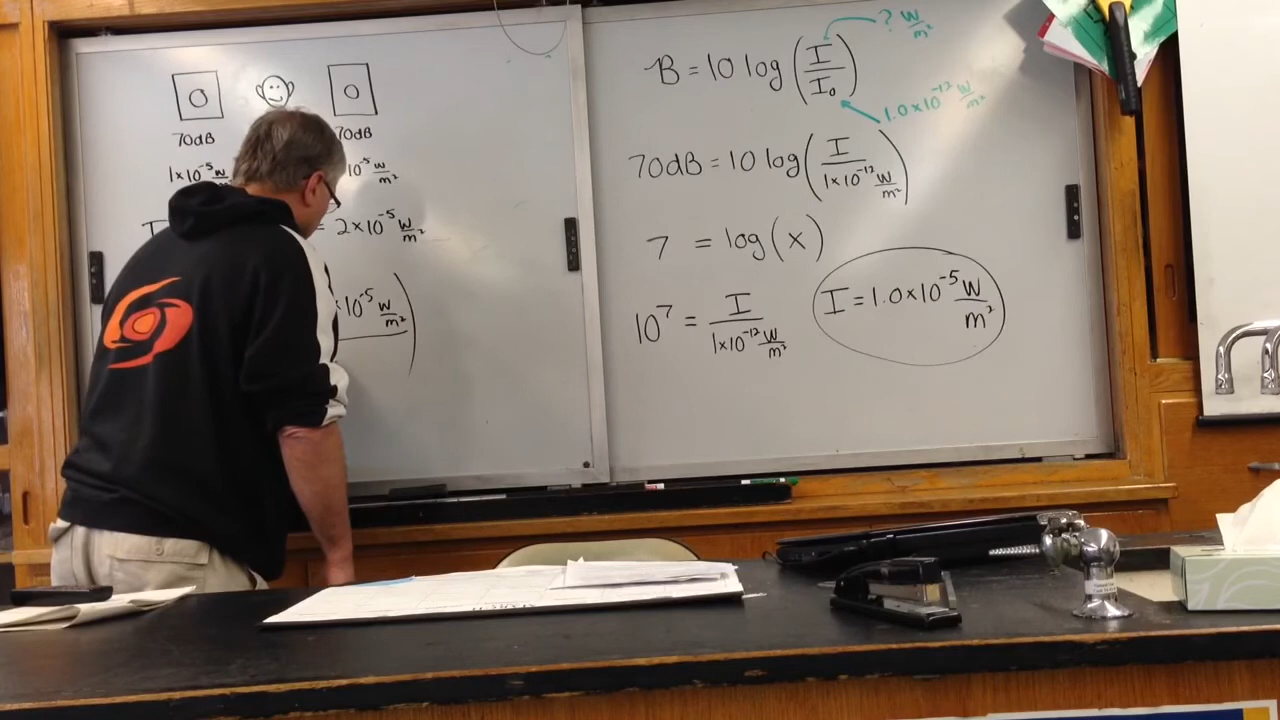 70dB 70dB
1×10⁻⁵ W 10⁻⁵ W/m²
I = 2×10⁻⁵ W/m²
×10⁻⁵ W/m² )
? W/m²
B = 10 log (I/I₀)
1.0×10⁻¹² W/m²
70dB = 10 log (I / 1×10⁻¹² W/m²)
7 = log(x)
10⁷ = I / 1×10⁻¹² W/m²
I = 1.0×10⁻⁵ W/m²